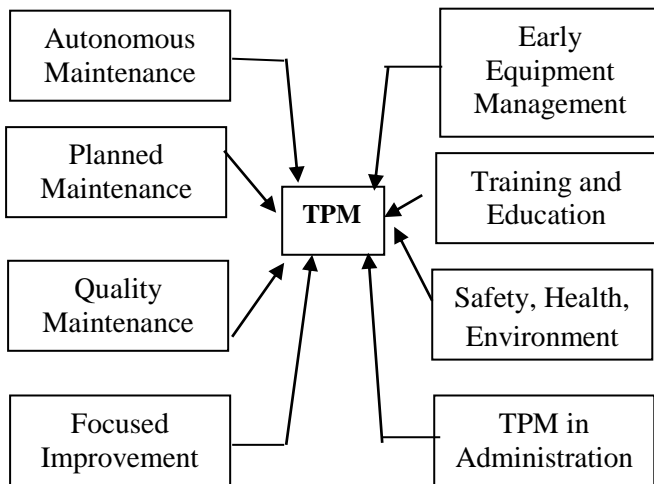 Autonomous
Maintenance
Early
Equipment
Management
Planned
Maintenance
TPM
Training and
Education
Quality
Maintenance
Safety, Health,
Environment
Focused
Improvement
TPM in
Administration